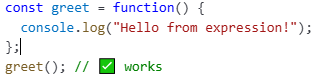 const greet = function() {
  console.log("Hello from expression!");
};
greet(); // ✅ works